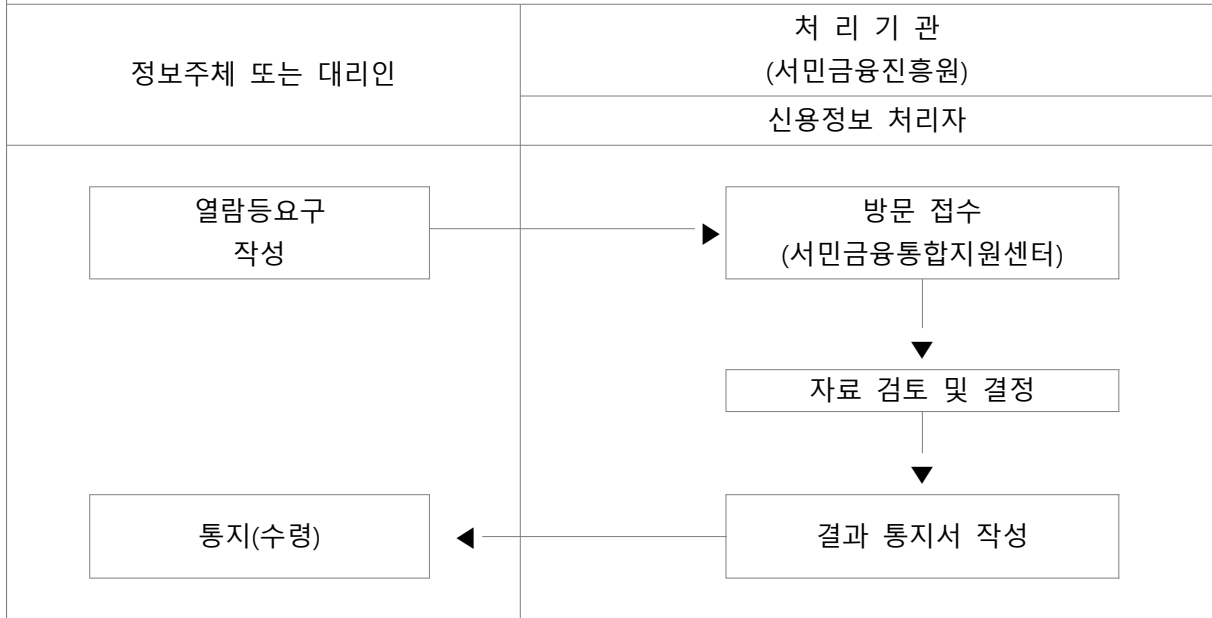 정보주체 또는 대리인
처 리 기 관
(서민금융진흥원)
신용정보 처리자
열람등요구
작성
방문 접수
(서민금융통합지원센터)
자료 검토 및 결정
통지(수령)
결과 통지서 작성